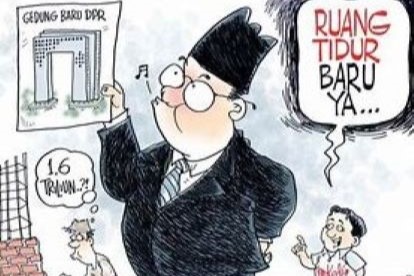 GEDUNG BARU DPR
RUANG
TIDUR
BARU
YA...
1.6
TRILIUN..?!